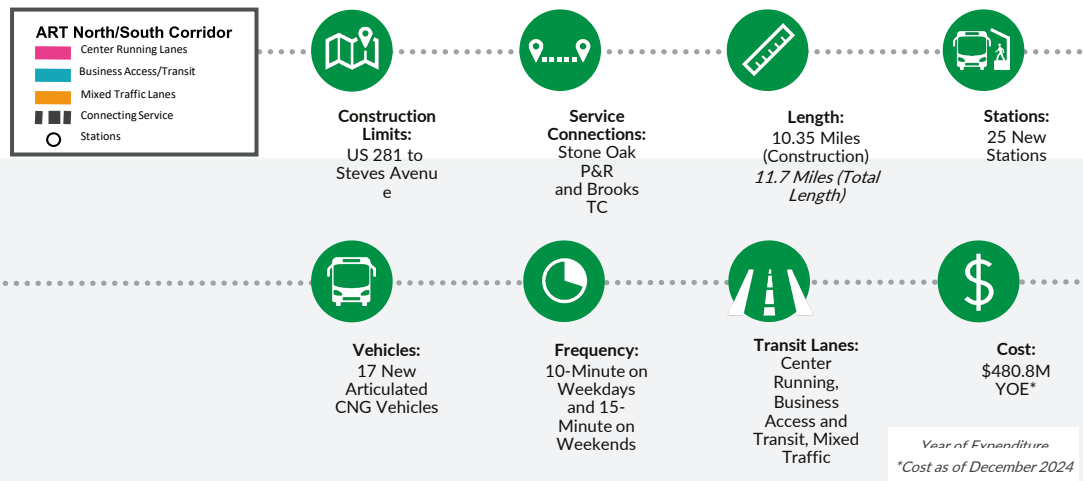 ART North/South Corridor
Center Running Lanes
Business Access/Transit
Mixed Traffic Lanes
Connecting Service
Stations
Construction
Limits:
US 281 to
Steves Avenu
e
Service
Connections:
Stone Oak
P&R
and Brooks
TC
Length:
10.35 Miles
(Construction)
11.7 Miles (Total
Length)
Stations:
25 New
Stations
Vehicles:
17 New
Articulated
CNG Vehicles
Frequency:
10-Minute on
Weekdays
and 15-
Minute on
Weekends
Transit Lanes:
Center
Running,
Business
Access and
Transit, Mixed
Traffic
Cost:
$480.8M
YOE*
Year of Expenditure
*Cost as of December 2024